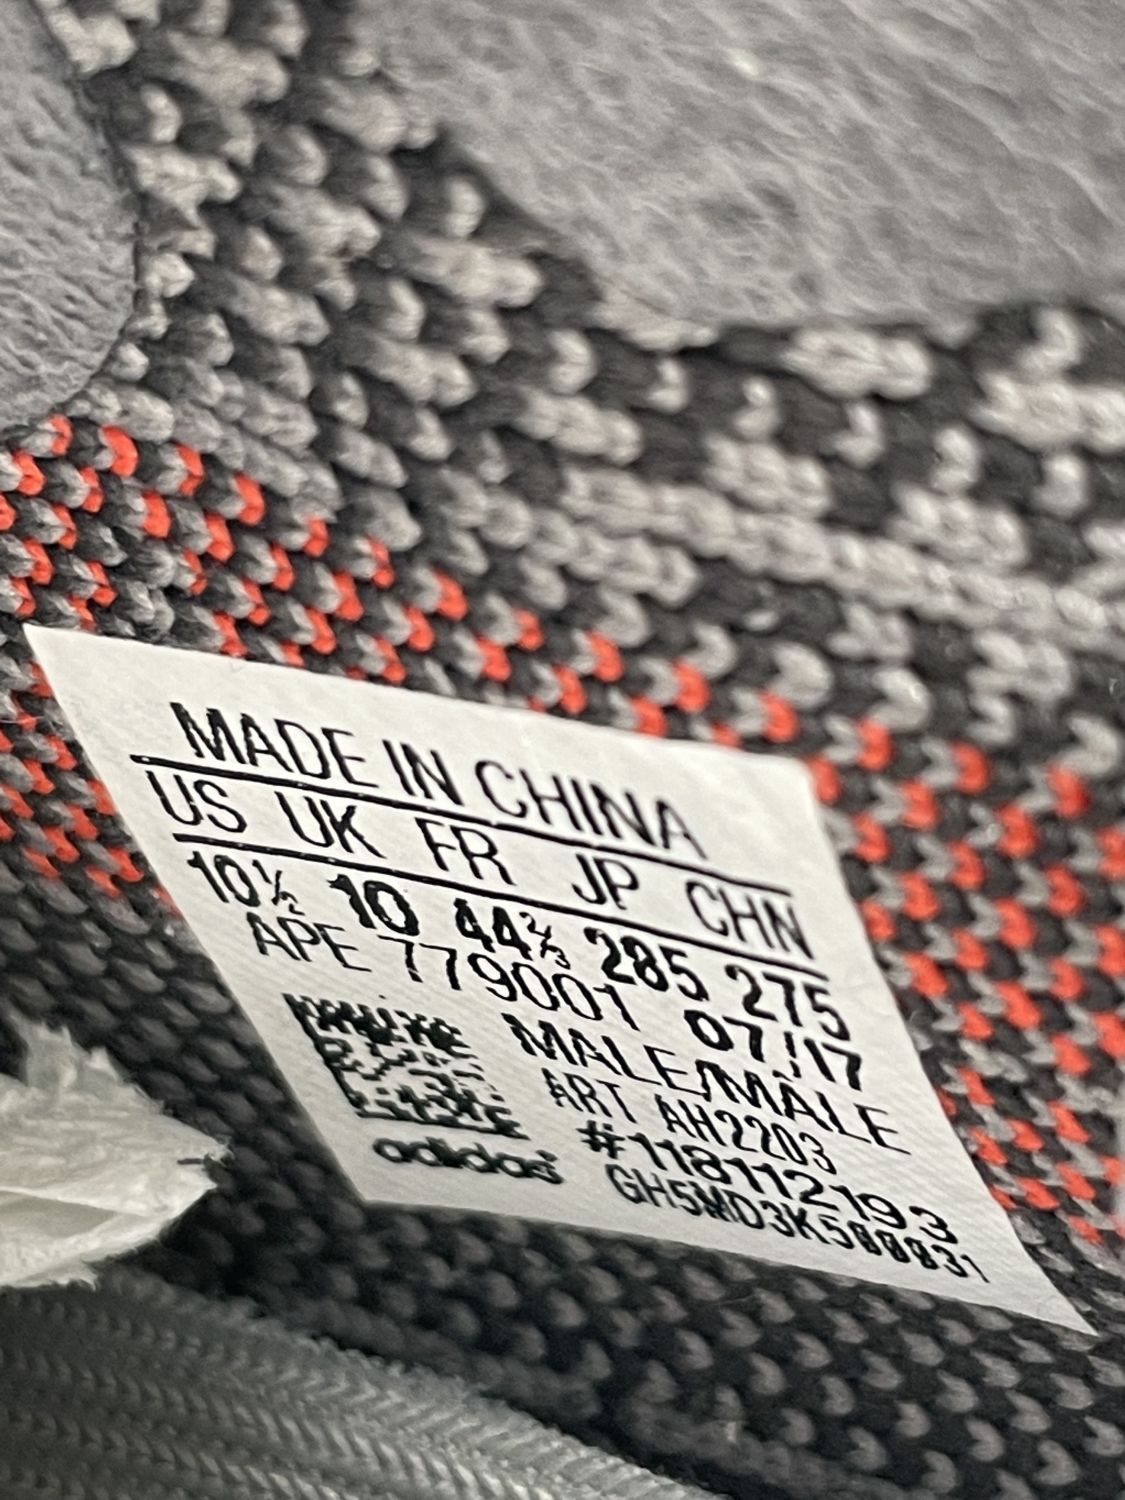 MADE IN CHINA
US UK FR JP CHN
10½ 10 44⅔ 285 275
APE 779001 07/17
MALE/MÂLE
ART AH2203
#118112193
adidas